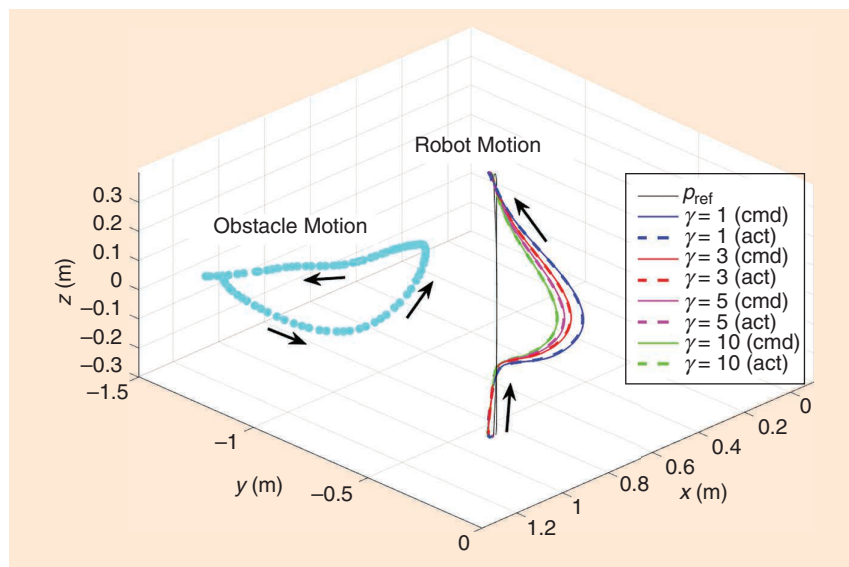 Robot Motion
Obstacle Motion
p_ref
γ = 1 (cmd)
γ = 1 (act)
γ = 3 (cmd)
γ = 3 (act)
γ = 5 (cmd)
γ = 5 (act)
γ = 10 (cmd)
γ = 10 (act)
z (m)
0.3
0.2
0.1
0
−0.1
−0.2
−0.3
−1.5
−1
−0.5
0
y (m)
1.2
1
0.8
0.6
0.4
0.2
0
x (m)